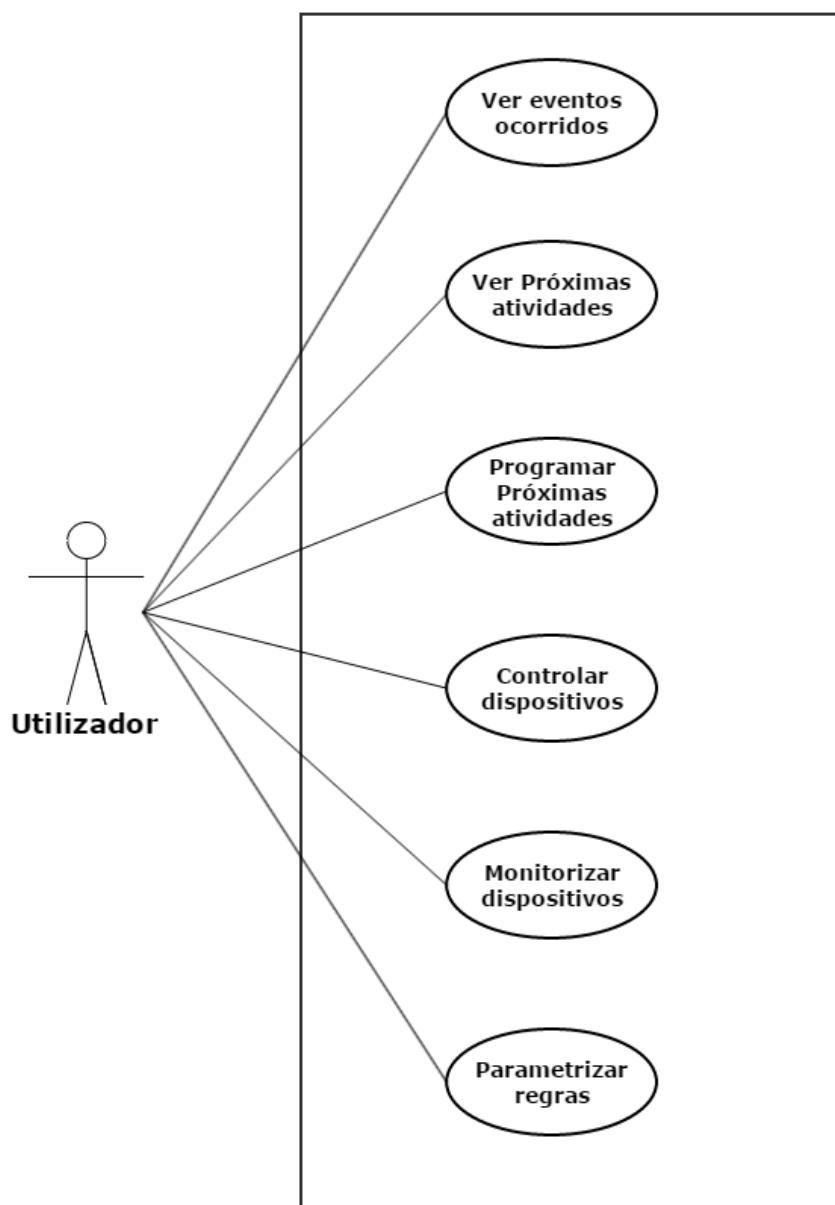 Ver eventos
ocorridos
Ver Próximas
atividades
Programar
Próximas
atividades
Utilizador
Controlar
dispositivos
Monitorizar
dispositivos
Parametrizar
regras